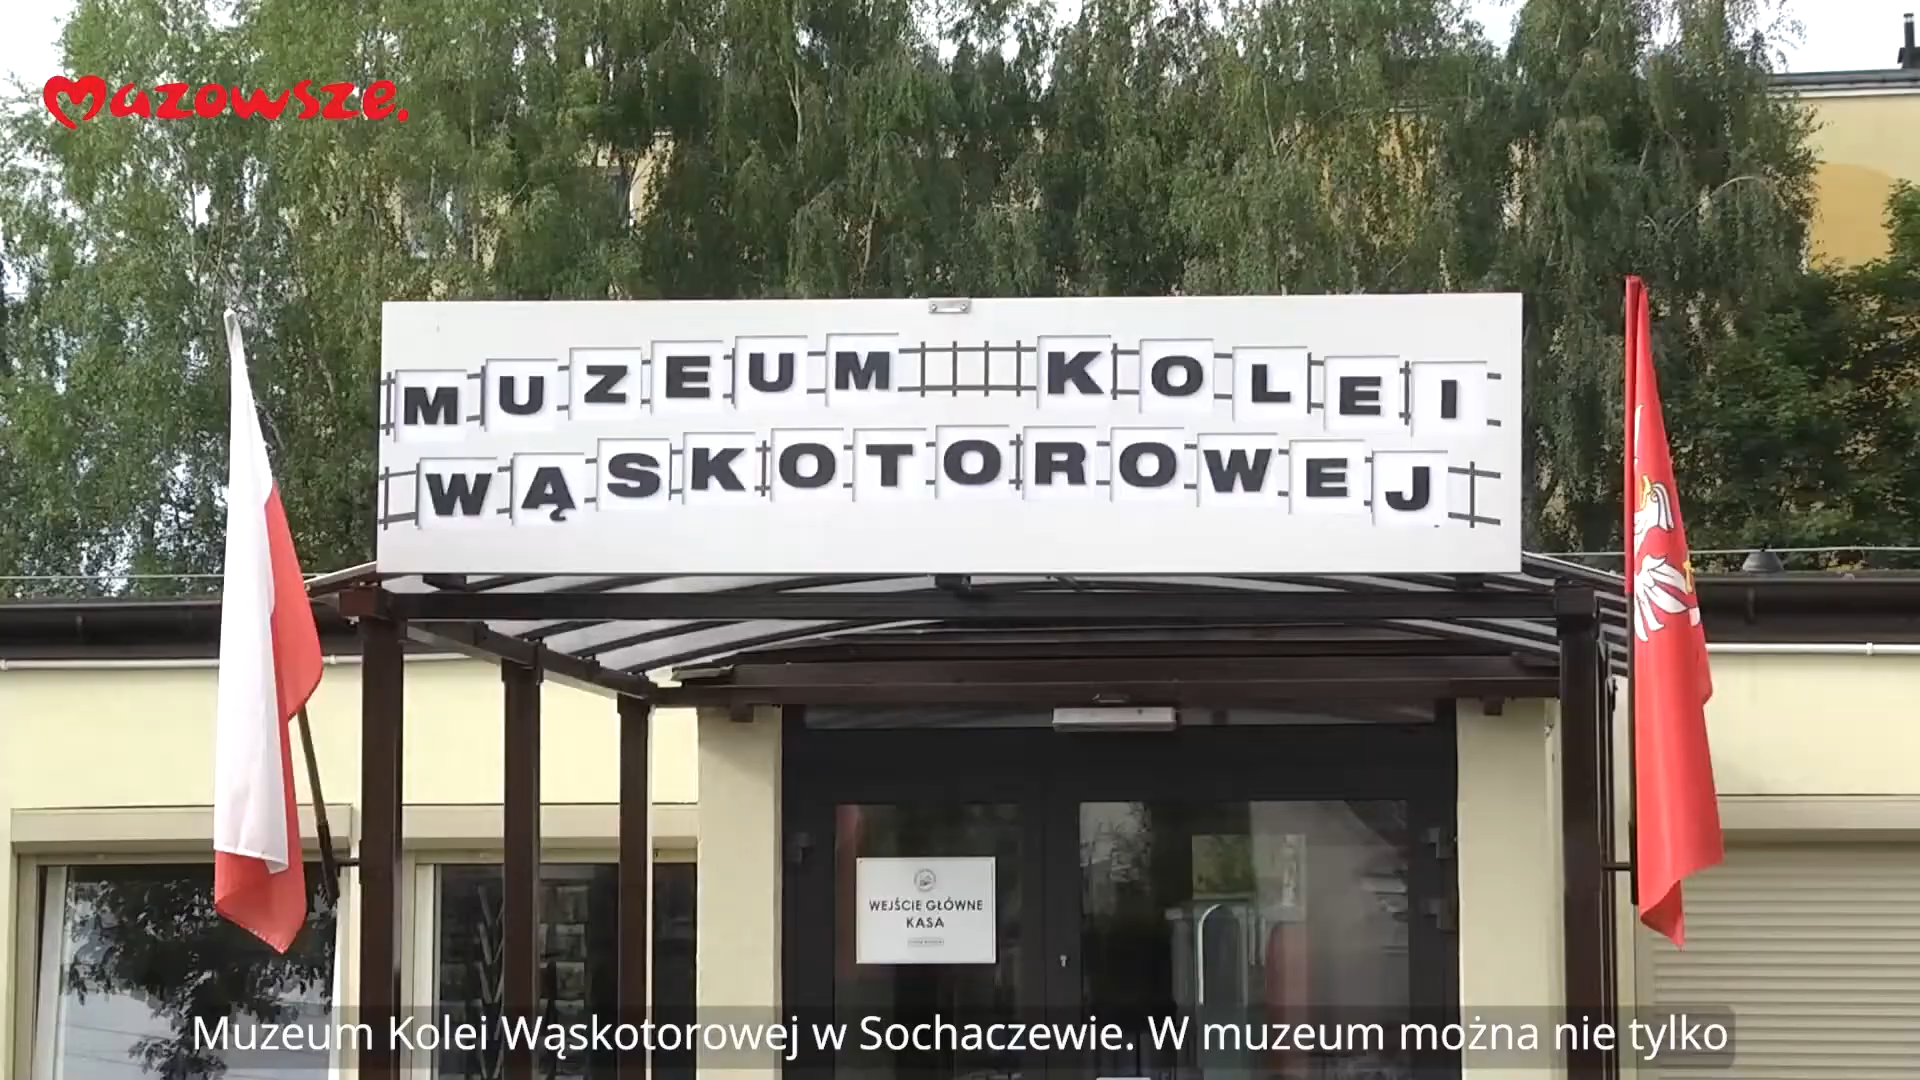 Mazowsze.
MUZEUM KOLEI
WĄSKOTOROWEJ
WEJŚCIE GŁÓWNE
KASA
Muzeum Kolei Wąskotorowej w Sochaczewie. W muzeum można nie tylko